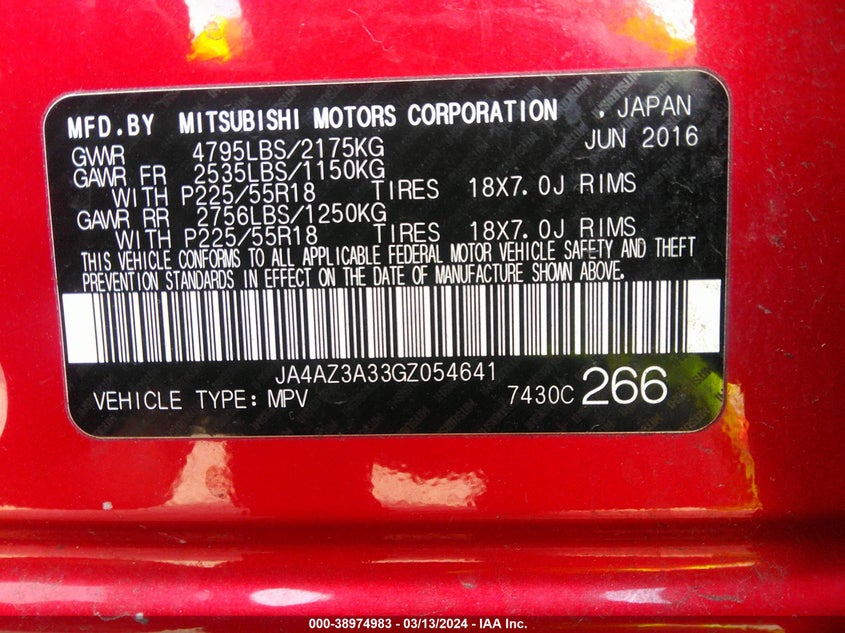 MFD.BY MITSUBISHI MOTORS CORPORATION , JAPAN
GVWR 4795LBS/2175KG JUN 2016
GAWR FR 2535LBS/1150KG
WITH P225/55R18 TIRES 18X7.0J RIMS
GAWR RR 2756LBS/1250KG
WITH P225/55R18 TIRES 18X7.0J RIMS
THIS VEHICLE CONFORMS TO ALL APPLICABLE FEDERAL MOTOR VEHICLE SAFETY AND THEFT
PREVENTION STANDARDS IN EFFECT ON THE DATE OF MANUFACTURE SHOWN ABOVE.
JA4AZ3A33GZ054641
VEHICLE TYPE: MPV 7430C 266
000-38974983 - 03/13/2024 - IAA Inc.